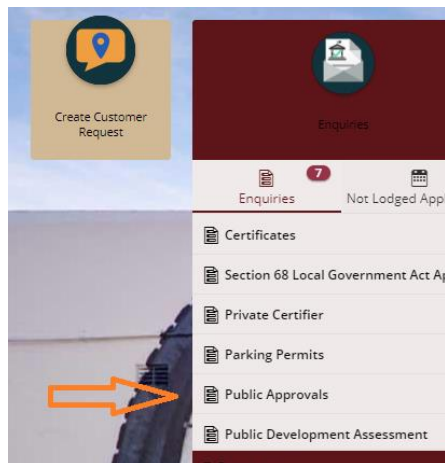 Create Customer
Request
Enquiries
7
Enquiries
Not Lodged App
Certificates
Section 68 Local Government Act A
Private Certifier
Parking Permits
Public Approvals
Public Development Assessment